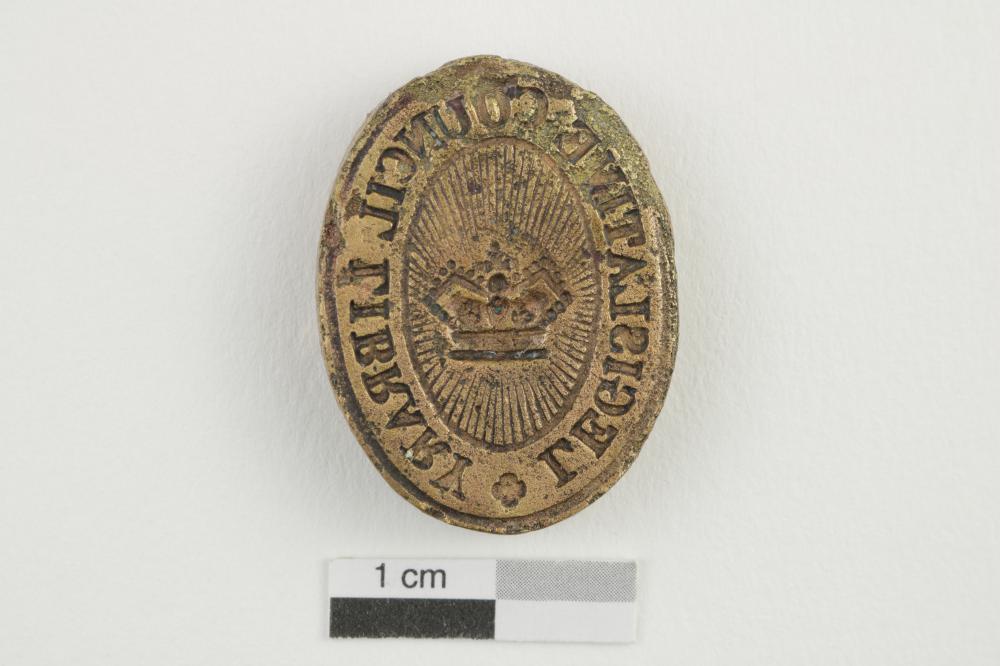 LEGISLATIVE COUNCIL LIBRARY
1 cm